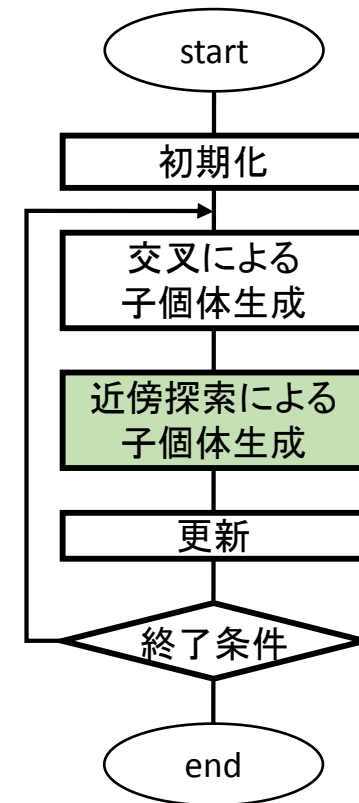 start
初期化
交叉による
子個体生成
近傍探索による
子個体生成
更新
終了条件
end